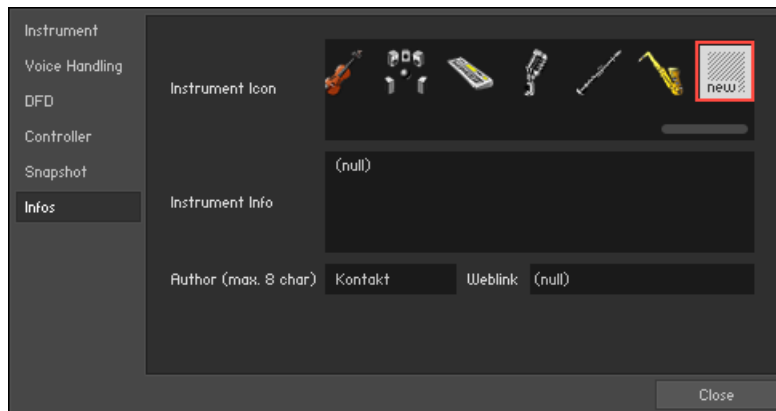 Instrument
Voice Handling
DFD
Controller
Snapshot
Infos
Instrument Icon
new
Instrument Info
(null)
Author (max. 8 char) Kontakt Weblink (null)
Close